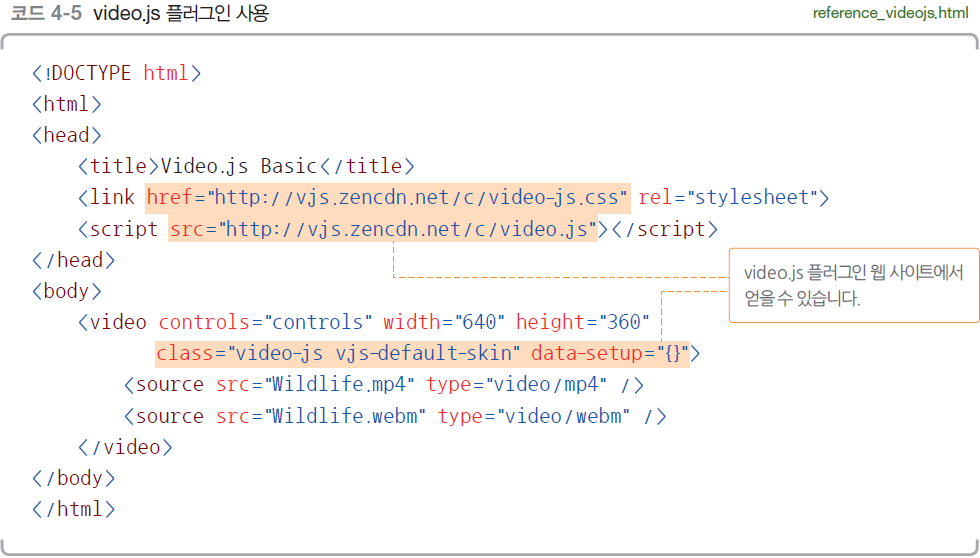 코드 4-5 video.js 플러그인 사용
reference_videojs.html
<!DOCTYPE html>
<html>
<head>
<title>Video.js Basic</title>
<link href="http://vjs.zencdn.net/c/video-js.css" rel="stylesheet">
<script src="http://vjs.zencdn.net/c/video.js"></script>
</head>
video.js 플러그인 웹 사이트에서
얻을 수 있습니다.
<body>
<video controls="controls" width="640" height="360"
class="video-js vjs-default-skin" data-setup="{}">
<source src="Wildlife.mp4" type="video/mp4" />
<source src="Wildlife.webm" type="video/webm" />
</video>
</body>
</html>